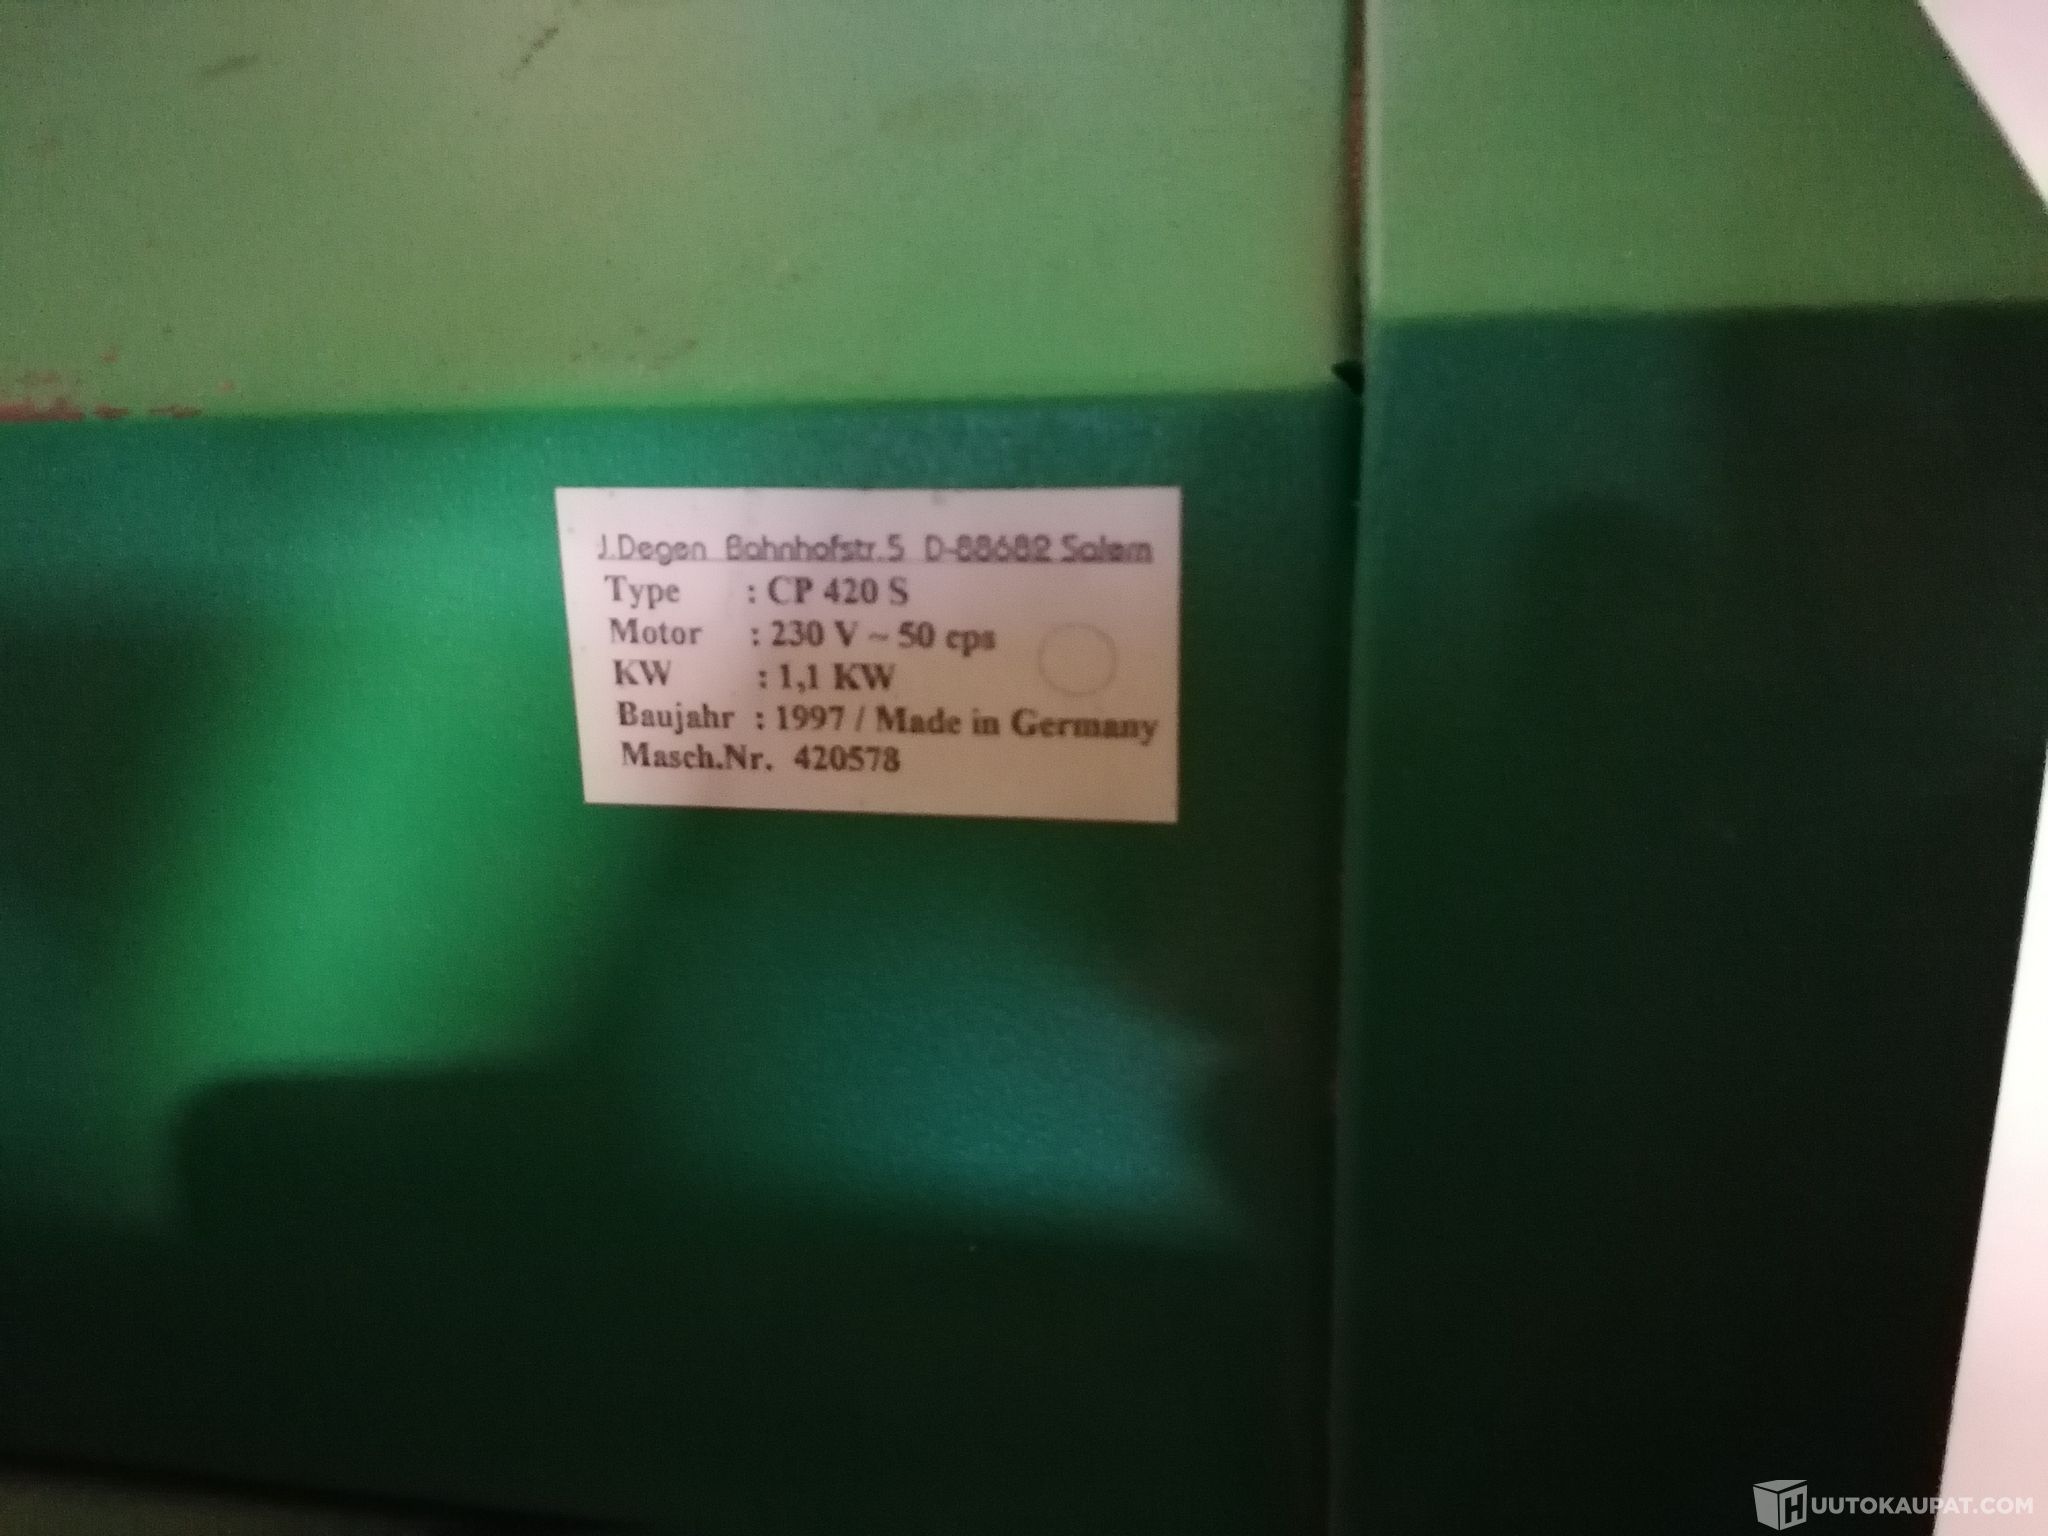 J.Degen Bahnhofstr.5 D-88682 Salem
Type : CP 420 S
Motor : 230 V ~ 50 cps
KW : 1,1 KW
Baujahr : 1997 / Made in Germany
Masch.Nr. 420578
HUUTOKAUPAT.COM